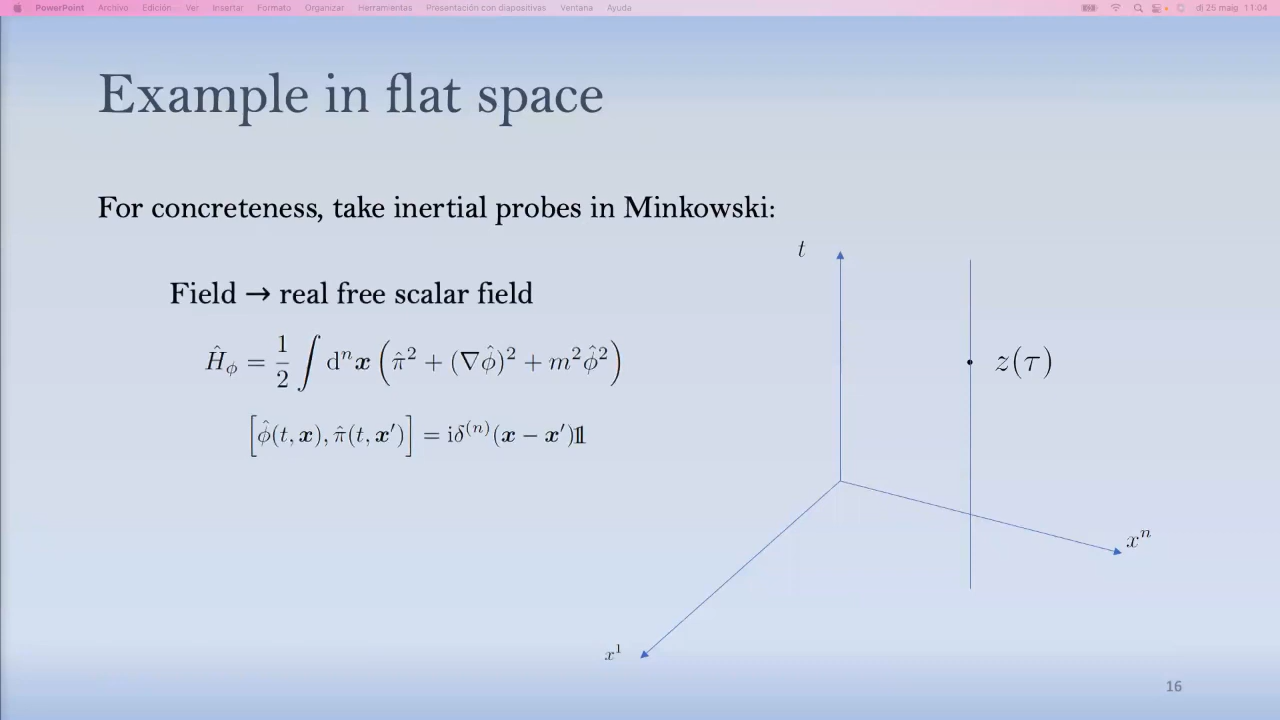 PowerPoint Archivo Edición Ver Insertar Formato Organizar Herramientas Presentación con diapositivas Ventana Ayuda di 25 maig 11:04
Example in flat space
For concreteness, take inertial probes in Minkowski:
t
Field → real free scalar field
Ĥ_ϕ = 1/2 ∫ dⁿ𝒙 (π̂² + (∇ϕ̂)² + m²ϕ̂²)
z(τ)
[ϕ̂(t, 𝒙), π̂(t, 𝒙′)] = iδ⁽ⁿ⁾(𝒙 − 𝒙′)𝟙
xⁿ
x¹
16